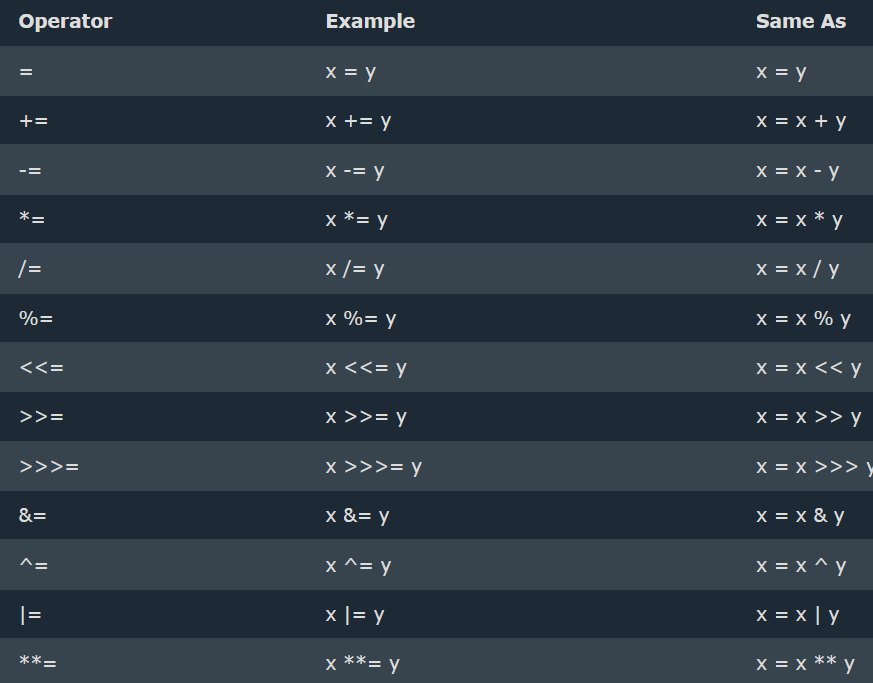 Operator Example Same As
= x = y x = y
+= x += y x = x + y
-= x -= y x = x - y
*= x *= y x = x * y
/= x /= y x = x / y
%= x %= y x = x % y
<<= x <<= y x = x << y
>>= x >>= y x = x >> y
>>>= x >>>= y x = x >>> y
&= x &= y x = x & y
^= x ^= y x = x ^ y
|= x |= y x = x | y
**= x **= y x = x ** y